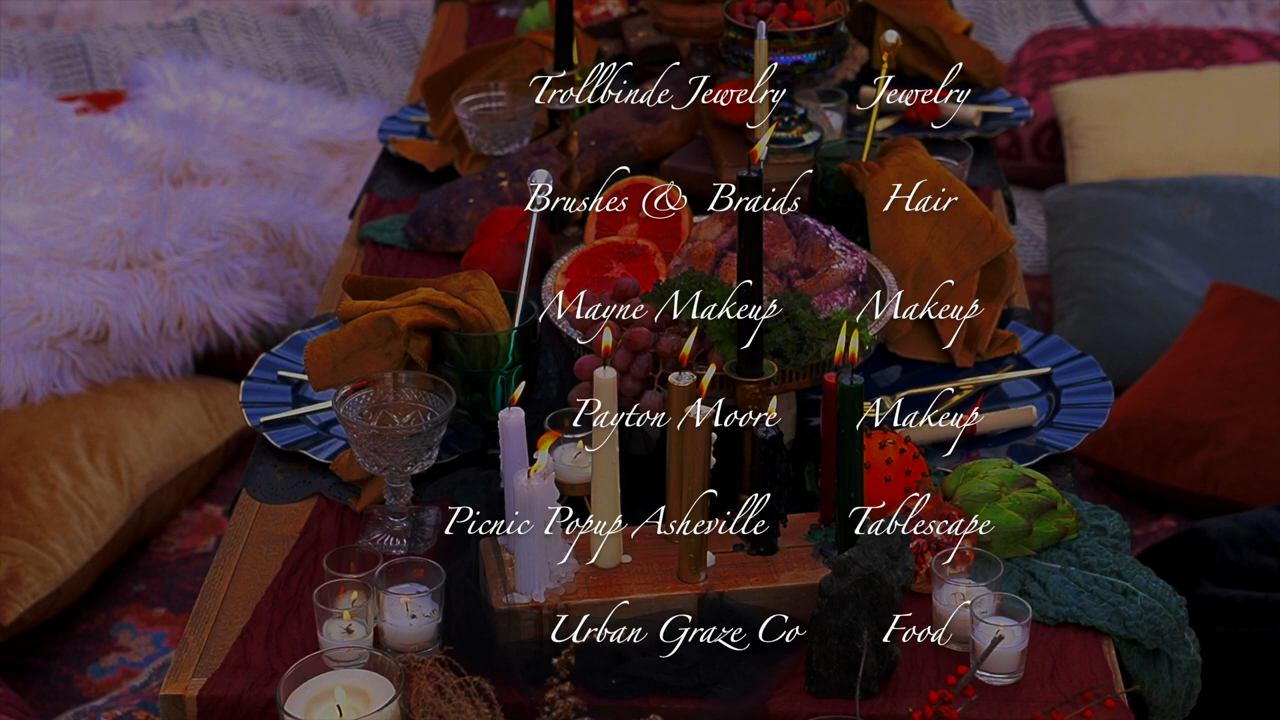 Trollbinde Jewelry Jewelry
Brushes & Braids Hair
Mayne Makeup Makeup
Payton Moore Makeup
Picnic Popup Asheville Tablescape
Urban Graze Co Food